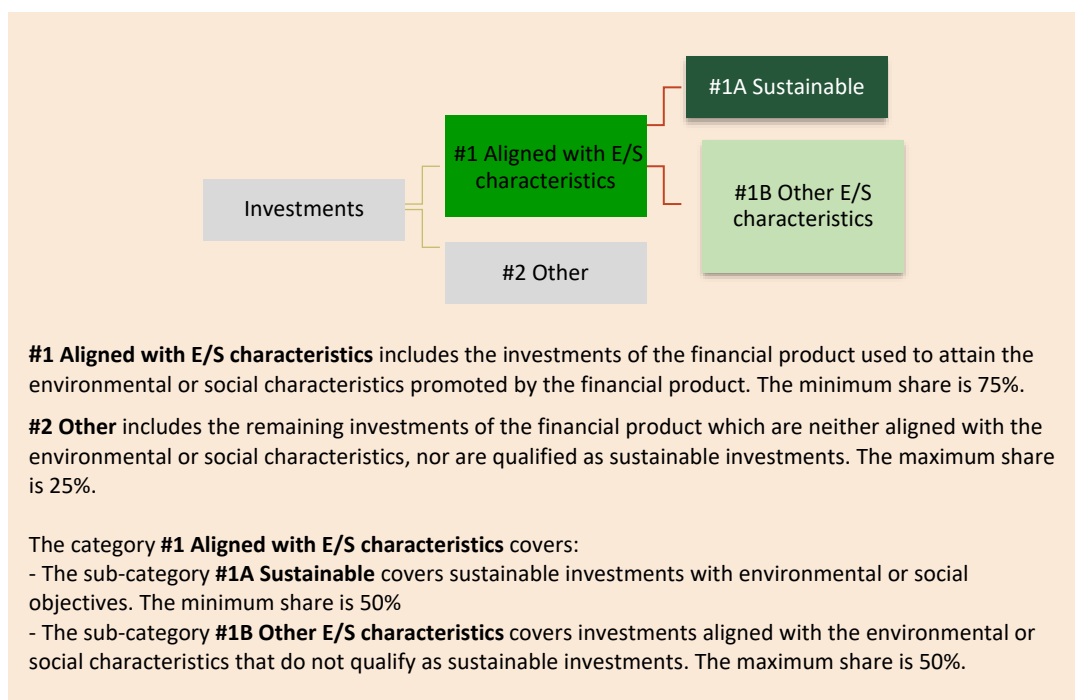 #1A Sustainable
#1 Aligned with E/S
characteristics
#1B Other E/S
characteristics
Investments
#2 Other
#1 Aligned with E/S characteristics includes the investments of the financial product used to attain the
environmental or social characteristics promoted by the financial product. The minimum share is 75%.
#2 Other includes the remaining investments of the financial product which are neither aligned with the
environmental or social characteristics, nor are qualified as sustainable investments. The maximum share
is 25%.
The category #1 Aligned with E/S characteristics covers:
- The sub-category #1A Sustainable covers sustainable investments with environmental or social
objectives. The minimum share is 50%
- The sub-category #1B Other E/S characteristics covers investments aligned with the environmental or
social characteristics that do not qualify as sustainable investments. The maximum share is 50%.